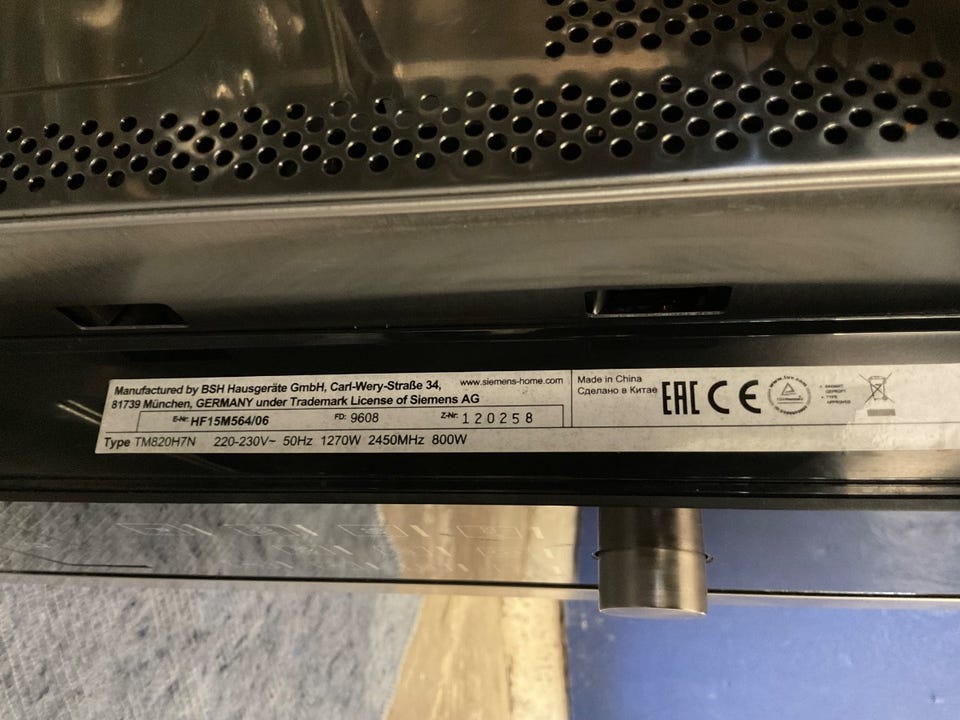 Manufactured by BSH Hausgeräte GmbH, Carl-Wery-Straße 34, www.siemens-home.com
81739 München, GERMANY under Trademark License of Siemens AG
E-Nr HF15M564/06 FD: 9608 Z-Nr: 120258
Type TM820H7N 220-230V~ 50Hz 1270W 2450MHz 800W
Made in China
Сделано в Китае
EAC CE